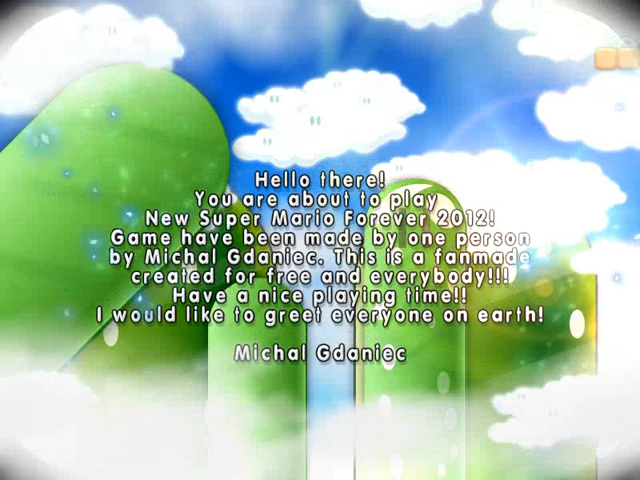 Hello there!
You are about to play
New Super Mario Forever 2012!
Game have been made by one person
by Michal Gdaniec. This is a fanmade
created for free and everybody!!!
Have a nice playing time!!
I would like to greet everyone on earth!
Michal Gdaniec